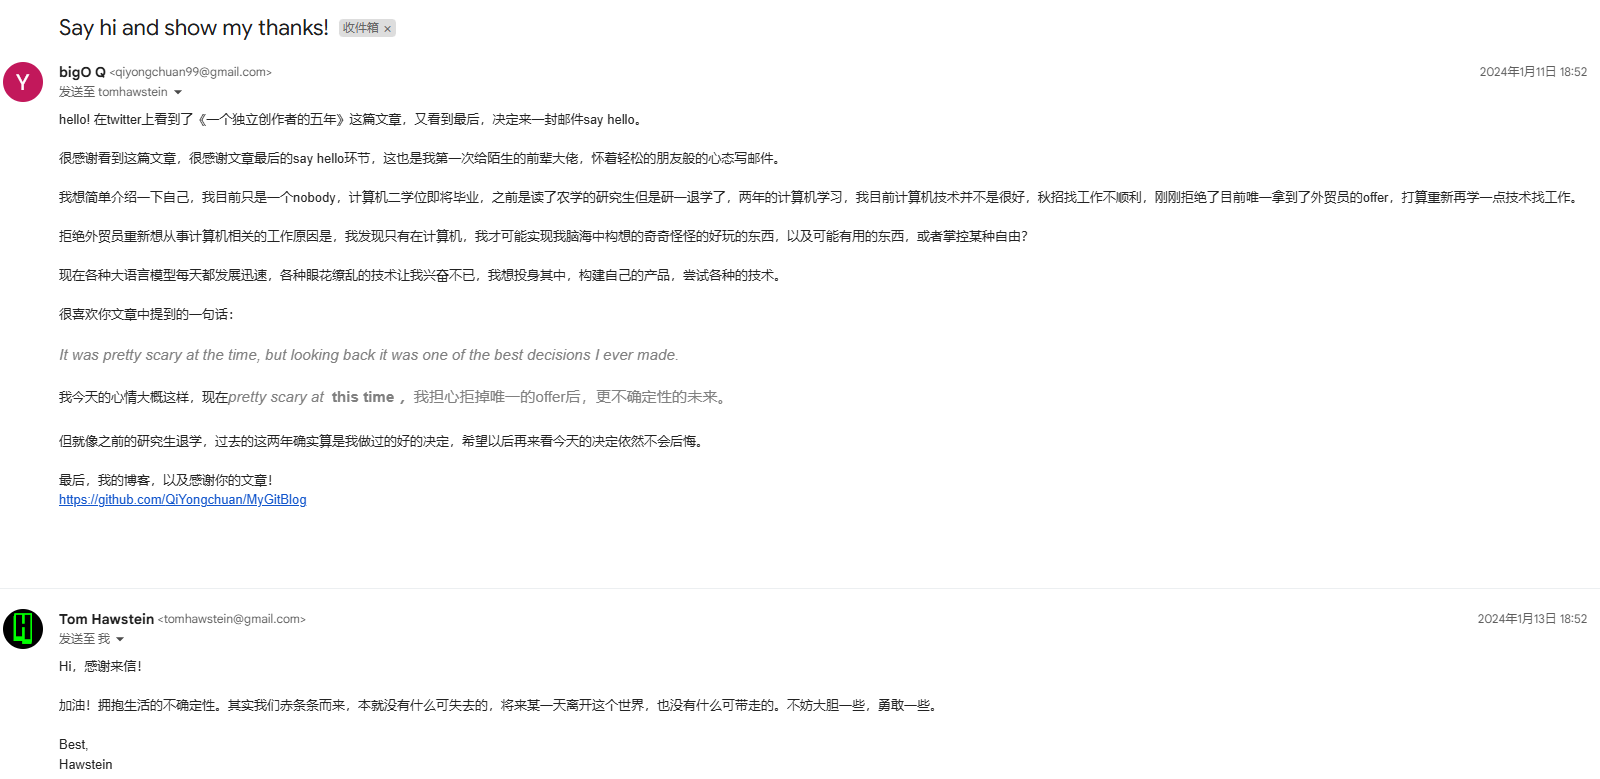 Say hi and show my thanks! 收件箱 ×
Y
bigO Q <qiyongchuan99@gmail.com>
2024年1月11日 18:52
发送至 tomhawstein
hello! 在twitter上看到了《一个独立创作者的五年》这篇文章，又看到最后，决定来一封邮件say hello。
很感谢看到这篇文章，很感谢文章最后的say hello环节，这也是我第一次给陌生的前辈大佬，怀着轻松的朋友般的心态写邮件。
我想简单介绍一下自己，我目前只是一个nobody，计算机二学位即将毕业，之前是读了农学的研究生但是研一退学了，两年的计算机学习，我目前计算机技术并不是很好，秋招找工作不顺利，刚刚拒绝了目前唯一拿到了外贸员的offer，打算重新再学一点技术找工作。
拒绝外贸员重新想从事计算机相关的工作原因是，我发现只有在计算机，我才可能实现我脑海中构想的奇奇怪怪的好玩的东西，以及可能有用的东西，或者掌控某种自由？
现在各种大语言模型每天都发展迅速，各种眼花缭乱的技术让我兴奋不已，我想投身其中，构建自己的产品，尝试各种的技术。
很喜欢你文章中提到的一句话：
It was pretty scary at the time, but looking back it was one of the best decisions I ever made.
我今天的心情大概这样，现在pretty scary at this time ，我担心拒掉唯一的offer后，更不确定性的未来。
但就像之前的研究生退学，过去的这两年确实算是我做过的好的决定，希望以后再来看今天的决定依然不会后悔。
最后，我的博客，以及感谢你的文章！
https://github.com/QiYongchuan/MyGitBlog
Tom Hawstein <tomhawstein@gmail.com>
2024年1月13日 18:52
发送至 我
Hi，感谢来信！
加油！拥抱生活的不确定性。其实我们赤条条而来，本就没有什么可失去的，将来某一天离开这个世界，也没有什么可带走的。不妨大胆一些，勇敢一些。
Best,
Hawstein